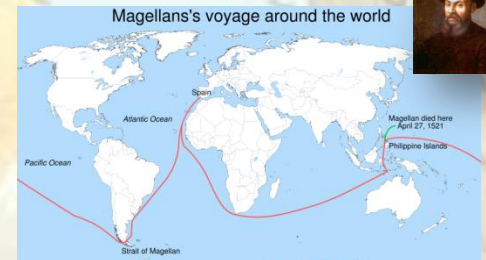 Magellans's voyage around the world
Spain
Atlantic Ocean
Magellan died here
April 27, 1521
Philippine Islands
Pacific Ocean
Strait of Magellan